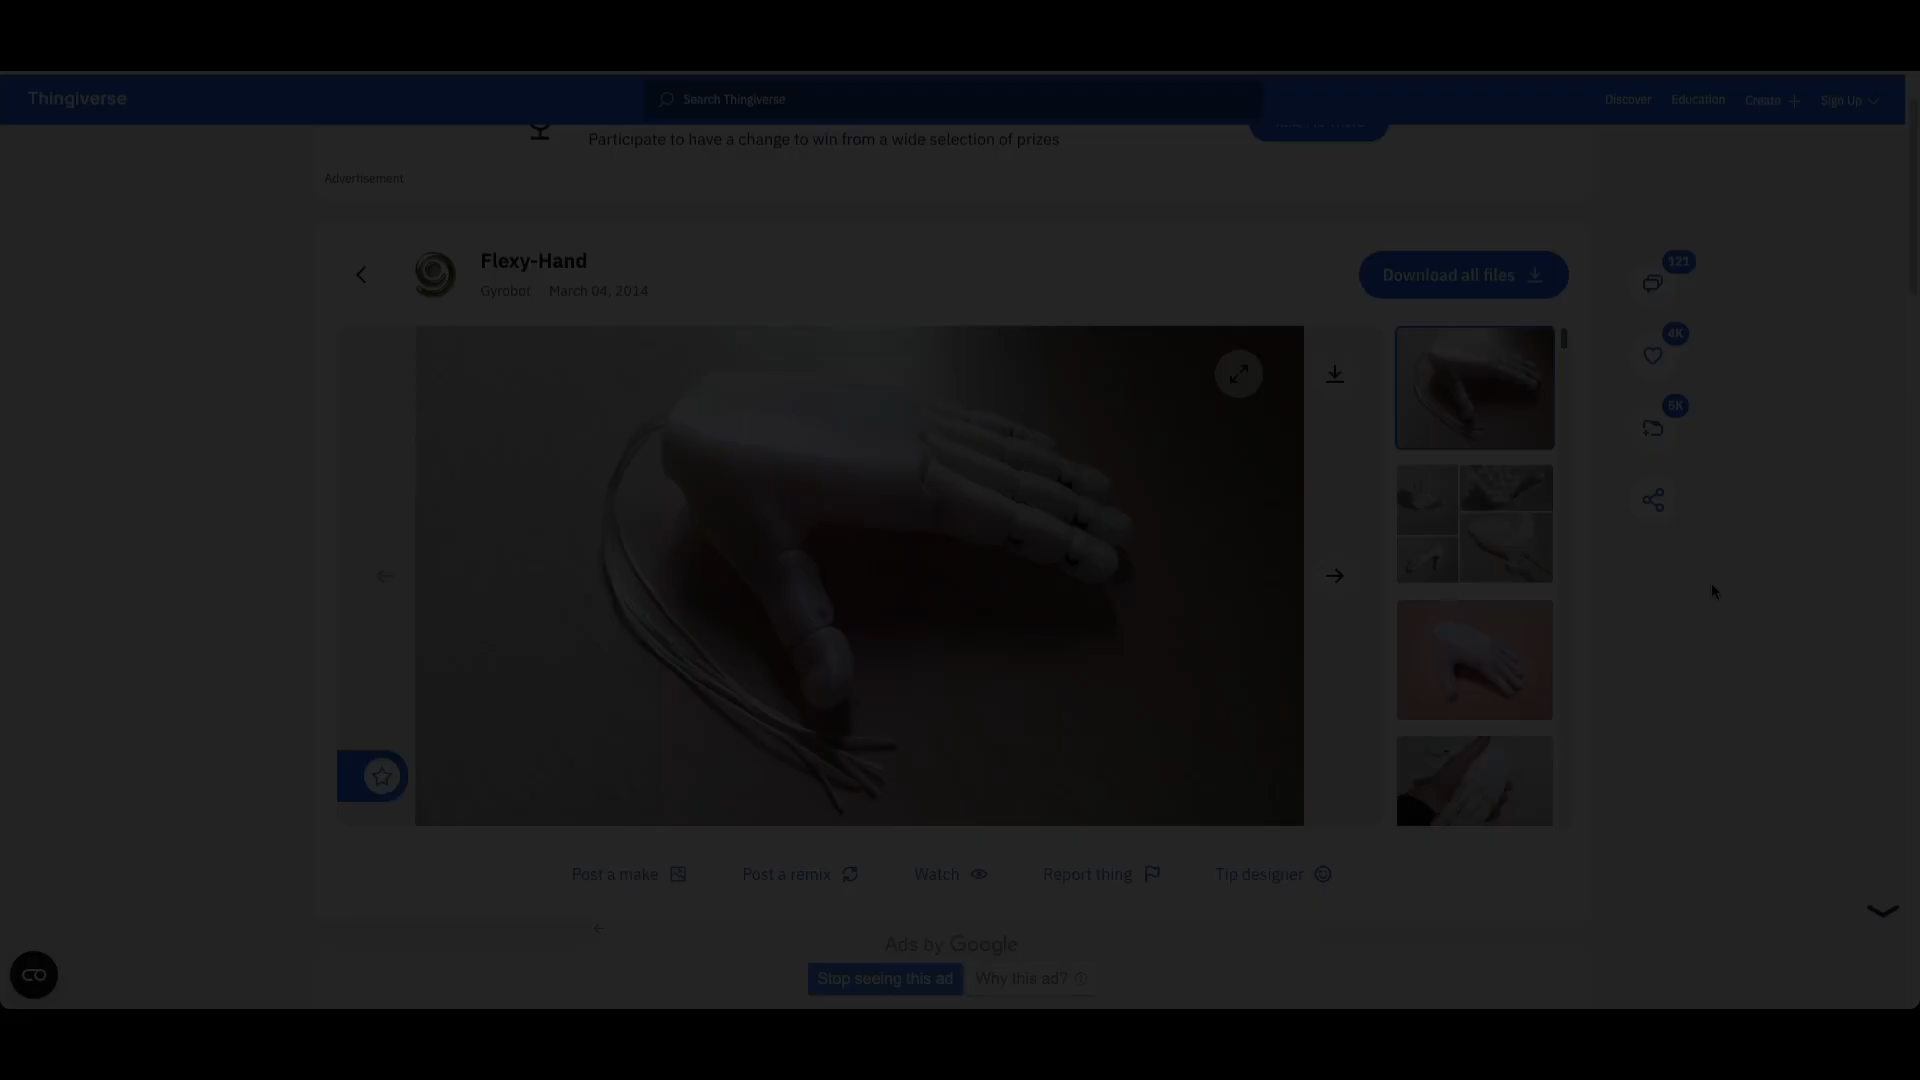 Thingiverse
Search Thingiverse
Discover
Education
Create
Sign Up
Participate to have a change to win from a wide selection of prizes
Advertisement
Flexy-Hand
Gyrobot
March 04, 2014
Download all files
121
4K
5K
Post a make
Post a remix
Watch
Report thing
Tip designer
Ads by Google
Stop seeing this ad
Why this ad?